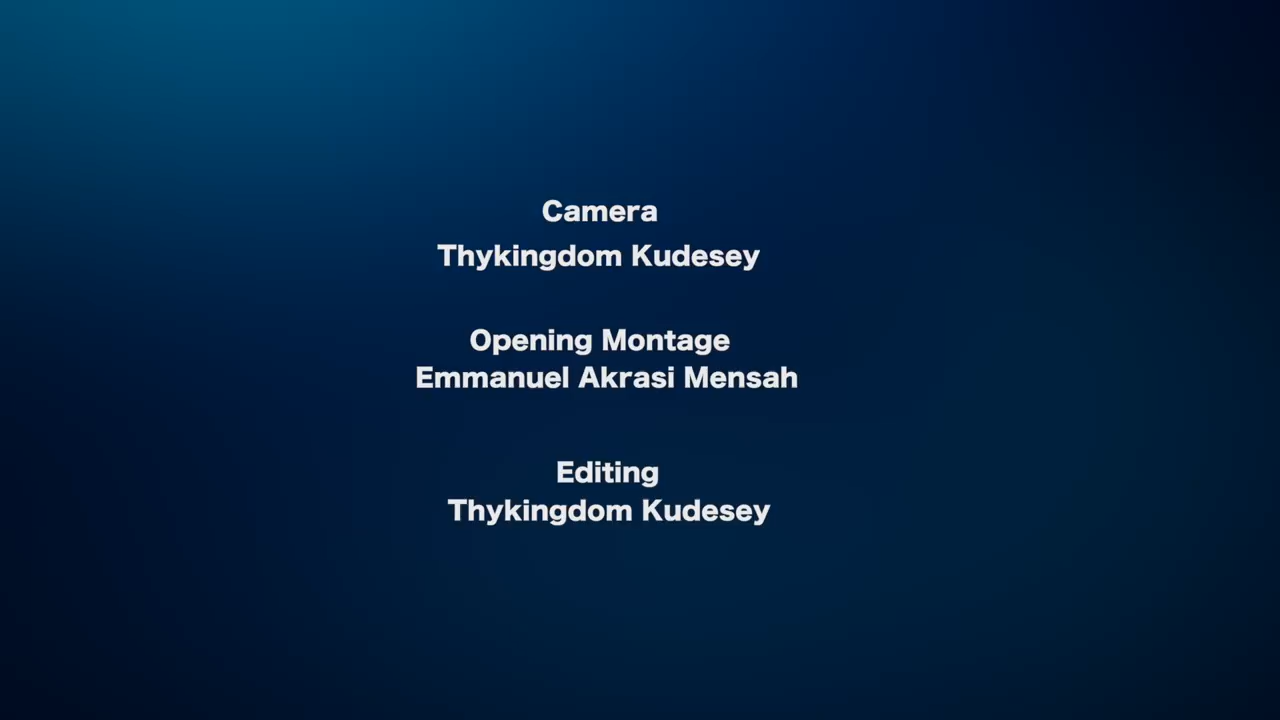 Camera
Thykingdom Kudesey
Opening Montage
Emmanuel Akrasi Mensah
Editing
Thykingdom Kudesey